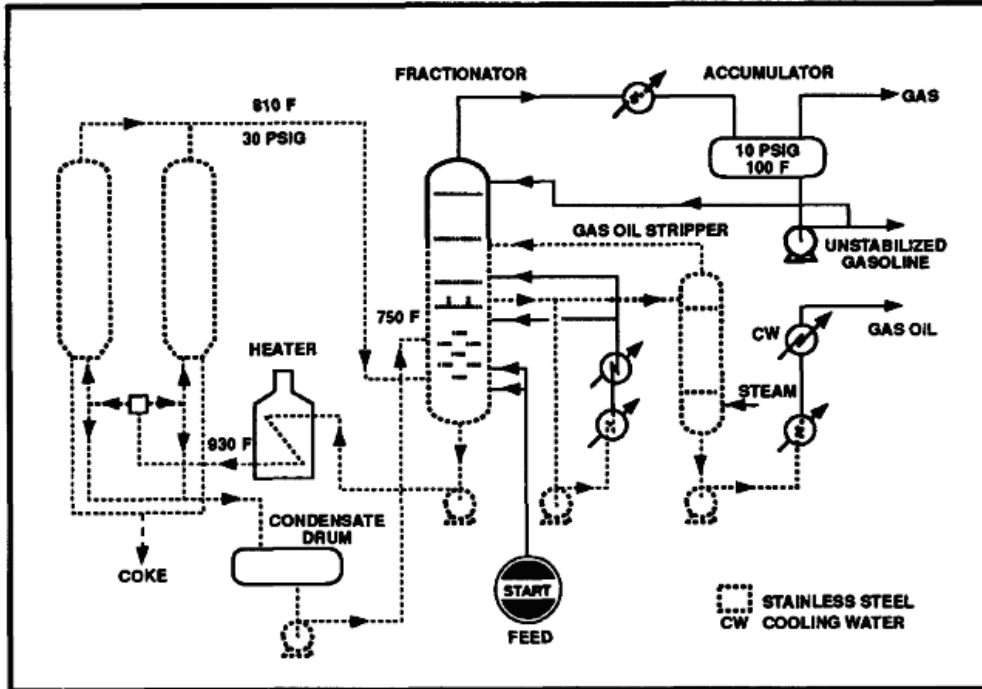 FRACTIONATOR
ACCUMULATOR
810 F
30 PSIG
GAS
10 PSIG
100 F
GAS OIL STRIPPER
UNSTABILIZED
GASOLINE
750 F
CW
GAS OIL
HEATER
STEAM
930 F
CONDENSATE
DRUM
COKE
START
FEED
STAINLESS STEEL
CW COOLING WATER